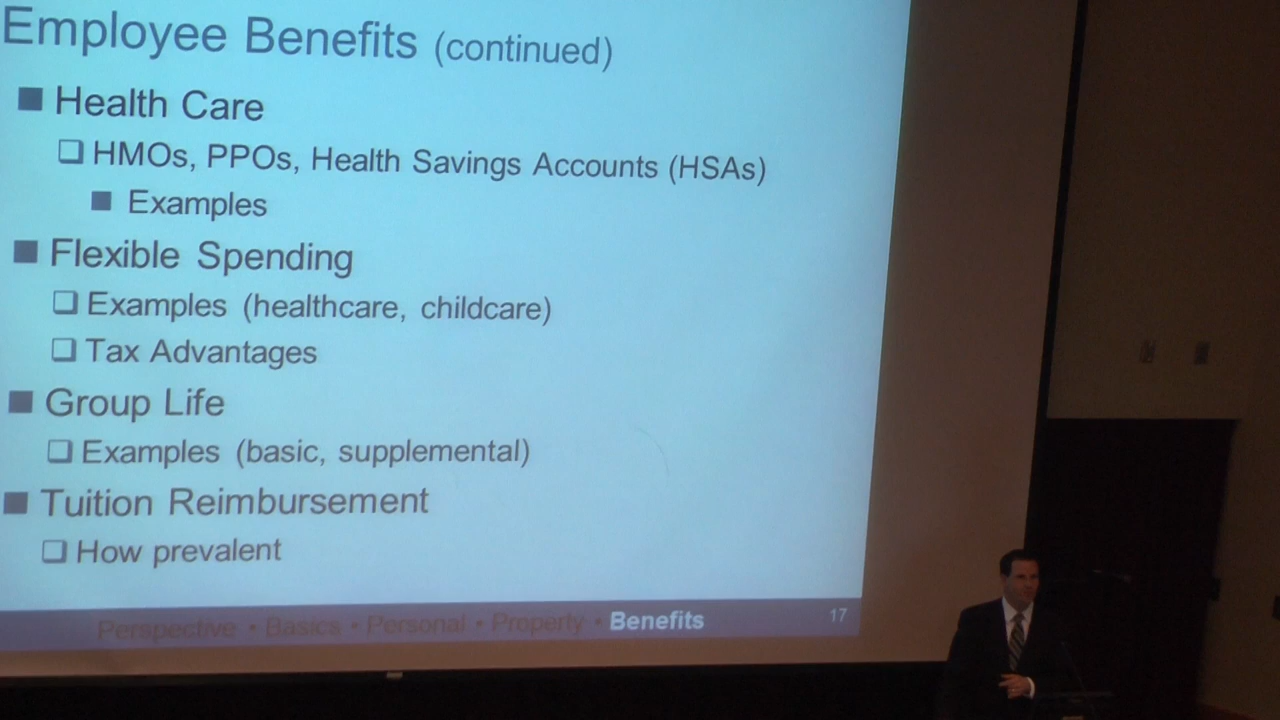 Employee Benefits (continued)
Health Care
HMOs, PPOs, Health Savings Accounts (HSAs)
Examples
Flexible Spending
Examples (healthcare, childcare)
Tax Advantages
Group Life
Examples (basic, supplemental)
Tuition Reimbursement
How prevalent
Perspective • Basics • Personal • Property • Benefits 17